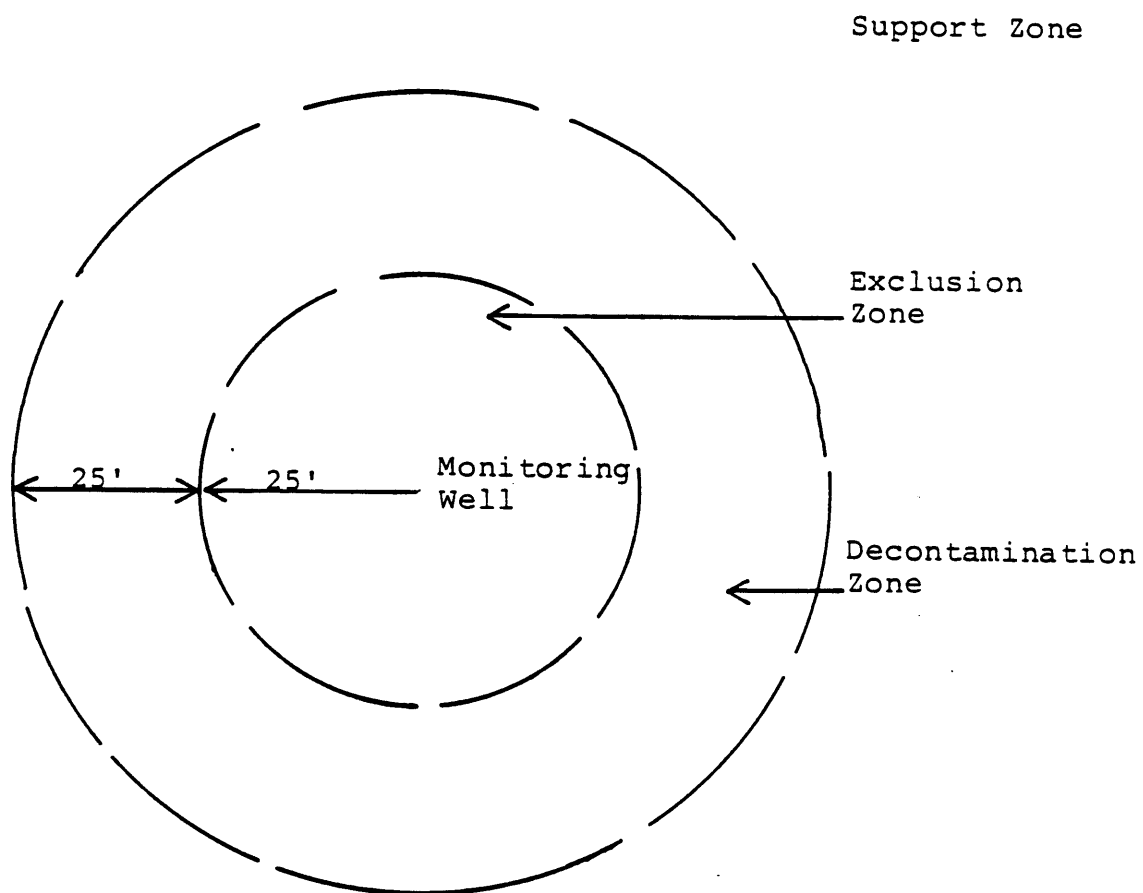 Support Zone
Exclusion
Zone
25'
25'
Monitoring
Well
Decontamination
Zone